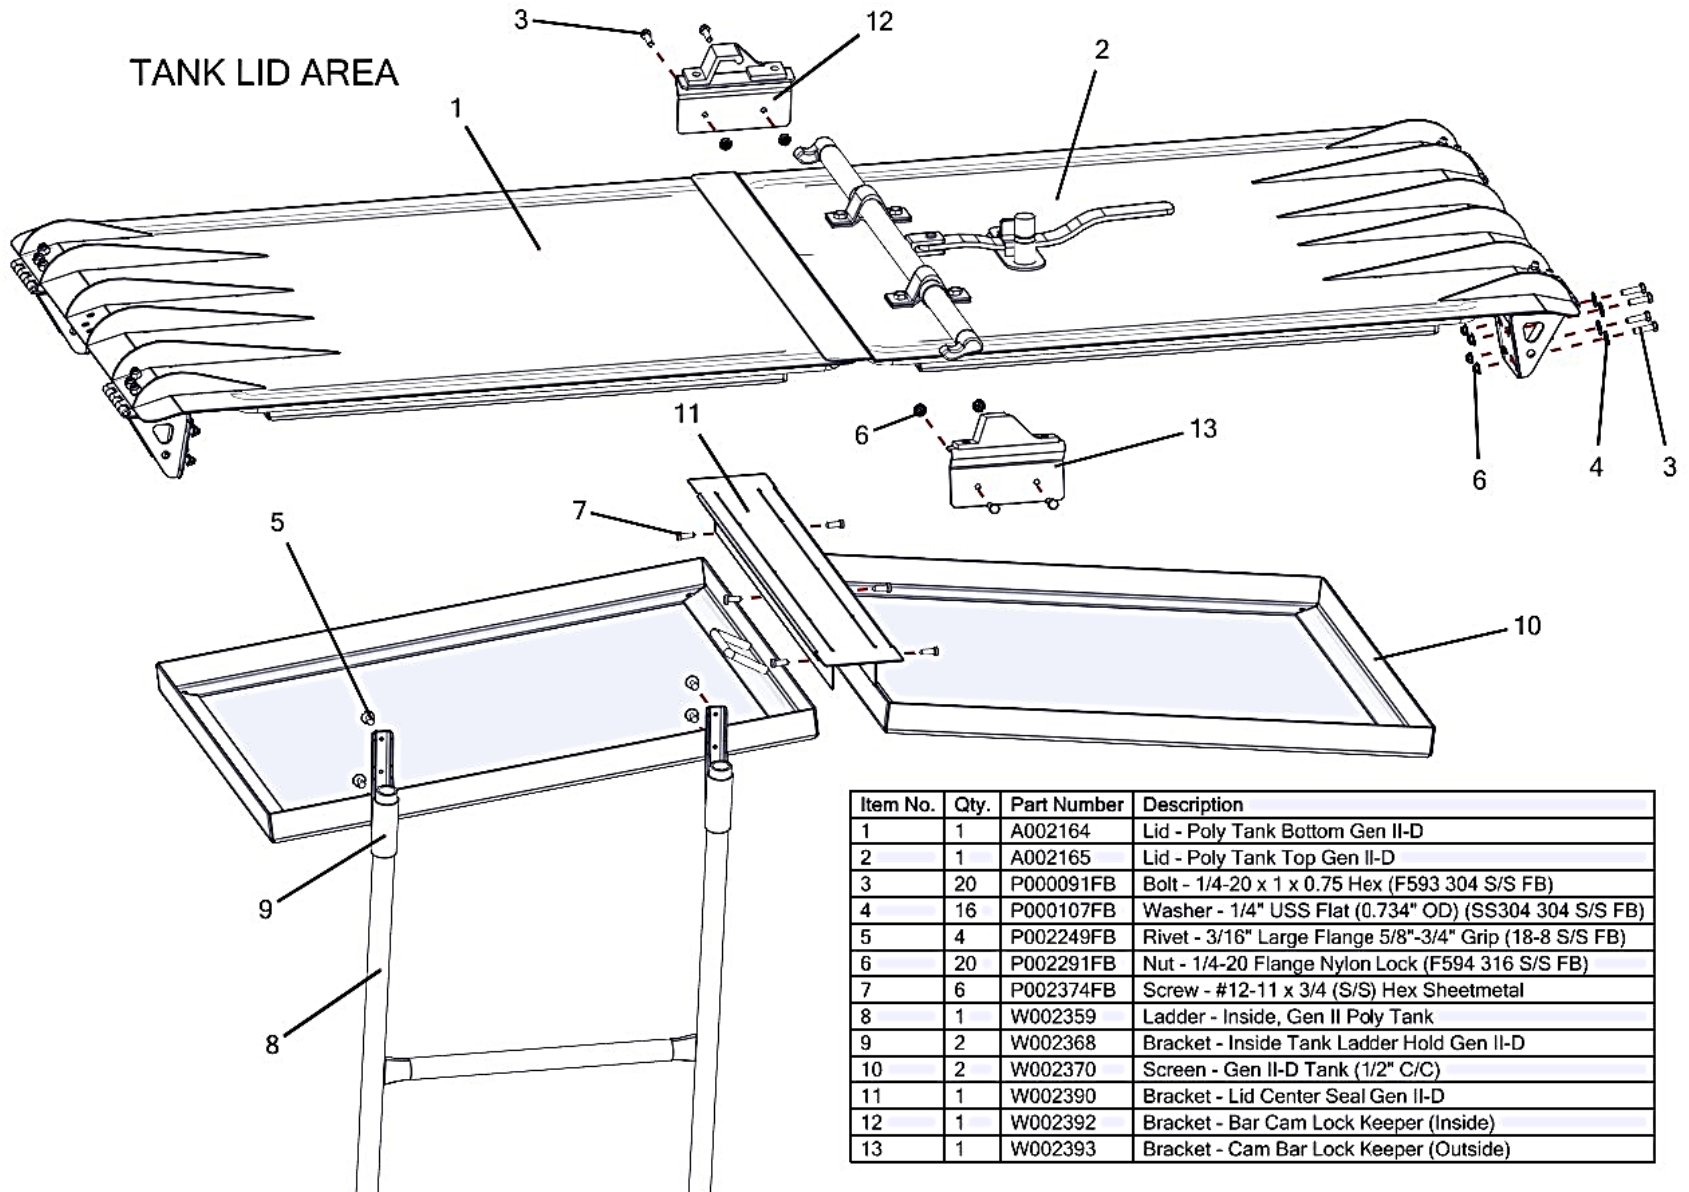 3
12
2
TANK LID AREA
1
11
6
13
6
4
3
7
5
10
9
8
Item No. Qty. Part Number Description
1 1 A002164 Lid - Poly Tank Bottom Gen II-D
2 1 A002165 Lid - Poly Tank Top Gen II-D
3 20 P000091FB Bolt - 1/4-20 x 1 x 0.75 Hex (F593 304 S/S FB)
4 16 P000107FB Washer - 1/4" USS Flat (0.734" OD) (SS304 304 S/S FB)
5 4 P002249FB Rivet - 3/16" Large Flange 5/8"-3/4" Grip (18-8 S/S FB)
6 20 P002291FB Nut - 1/4-20 Flange Nylon Lock (F594 316 S/S FB)
7 6 P002374FB Screw - #12-11 x 3/4 (S/S) Hex Sheetmetal
8 1 W002359 Ladder - Inside, Gen II Poly Tank
9 2 W002368 Bracket - Inside Tank Ladder Hold Gen II-D
10 2 W002370 Screen - Gen II-D Tank (1/2" C/C)
11 1 W002390 Bracket - Lid Center Seal Gen II-D
12 1 W002392 Bracket - Bar Cam Lock Keeper (Inside)
13 1 W002393 Bracket - Cam Bar Lock Keeper (Outside)